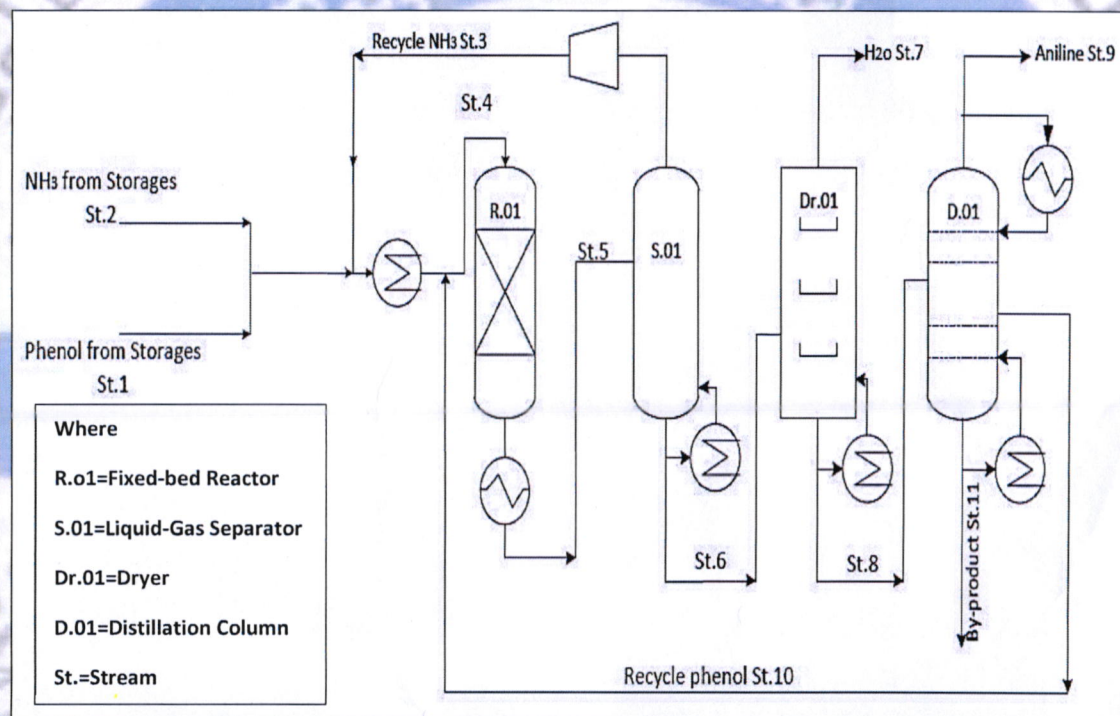 Recycle NH3 St.3
H2o St.7
Aniline St.9
St.4
NH3 from Storages
St.2
R.01
St.5
S.01
Dr.01
D.01
Phenol from Storages
St.1
Where
R.o1=Fixed-bed Reactor
S.01=Liquid-Gas Separator
Dr.01=Dryer
D.01=Distillation Column
St.=Stream
St.6
St.8
By-product St.11
Recycle phenol St.10